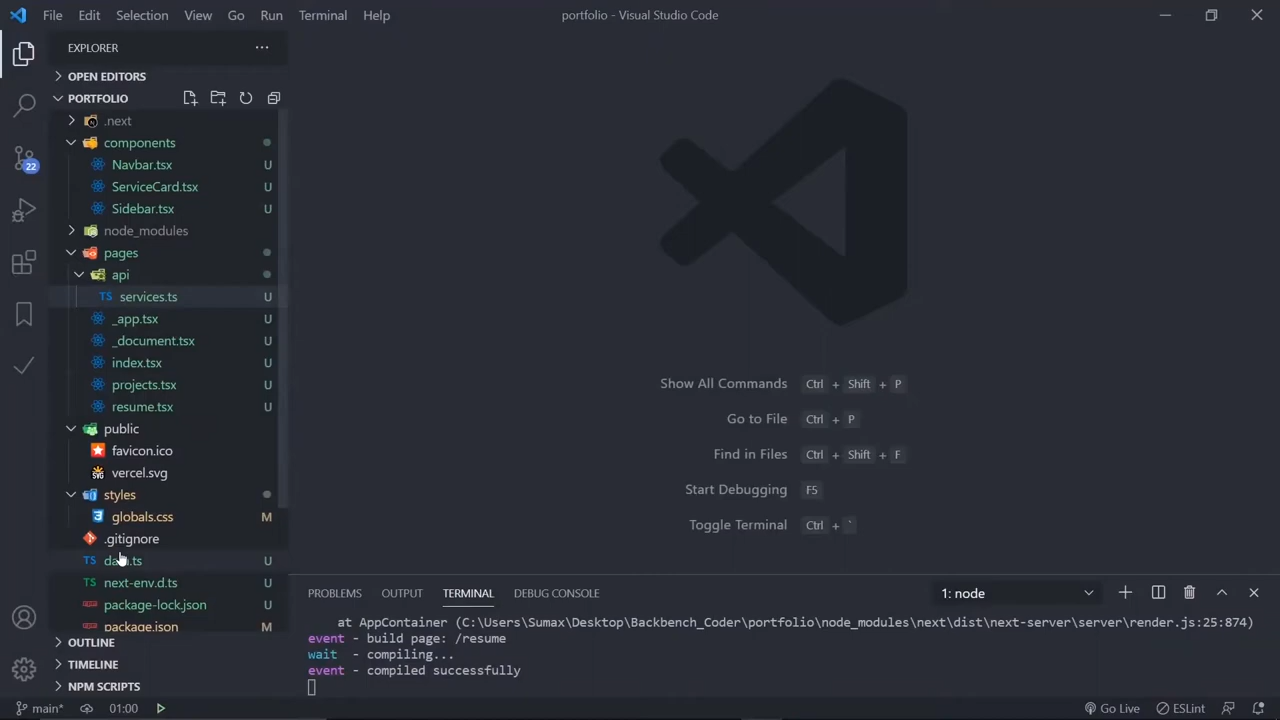 File Edit Selection View Go Run Terminal Help
portfolio - Visual Studio Code
EXPLORER
OPEN EDITORS
PORTFOLIO
.next
components
Navbar.tsx U
ServiceCard.tsx U
Sidebar.tsx U
node_modules
pages
api
TS services.ts U
_app.tsx U
_document.tsx U
index.tsx U
projects.tsx U
resume.tsx U
public
favicon.ico
vercel.svg
styles
globals.css M
.gitignore
TS data.ts U
TS next-env.d.ts U
package-lock.json U
package.json M
OUTLINE
TIMELINE
NPM SCRIPTS
22
Show All Commands Ctrl + Shift + P
Go to File Ctrl + P
Find in Files Ctrl + Shift + F
Start Debugging F5
Toggle Terminal Ctrl + `
PROBLEMS OUTPUT TERMINAL DEBUG CONSOLE 1: node
at AppContainer (C:\Users\Sumax\Desktop\Backbench_Coder\portfolio\node_modules\next\dist\next-server\server\render.js:25:874)
event - build page: /resume
wait - compiling...
event - compiled successfully
main* 01:00 Go Live ESLint